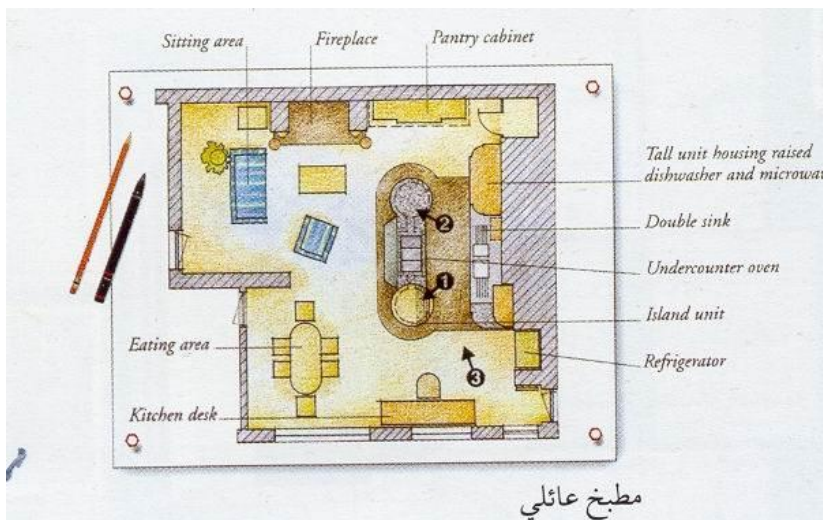 Sitting area
Fireplace
Pantry cabinet
Tall unit housing raised
dishwasher and microwav
Double sink
Undercounter oven
Island unit
Refrigerator
Eating area
Kitchen desk
2
1
3
مطبخ عائلي